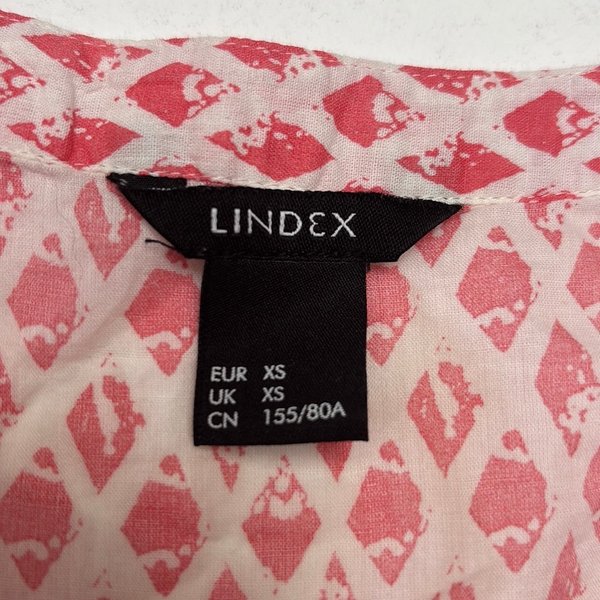 LINDEX
EUR XS
UK XS
CN 155/80A